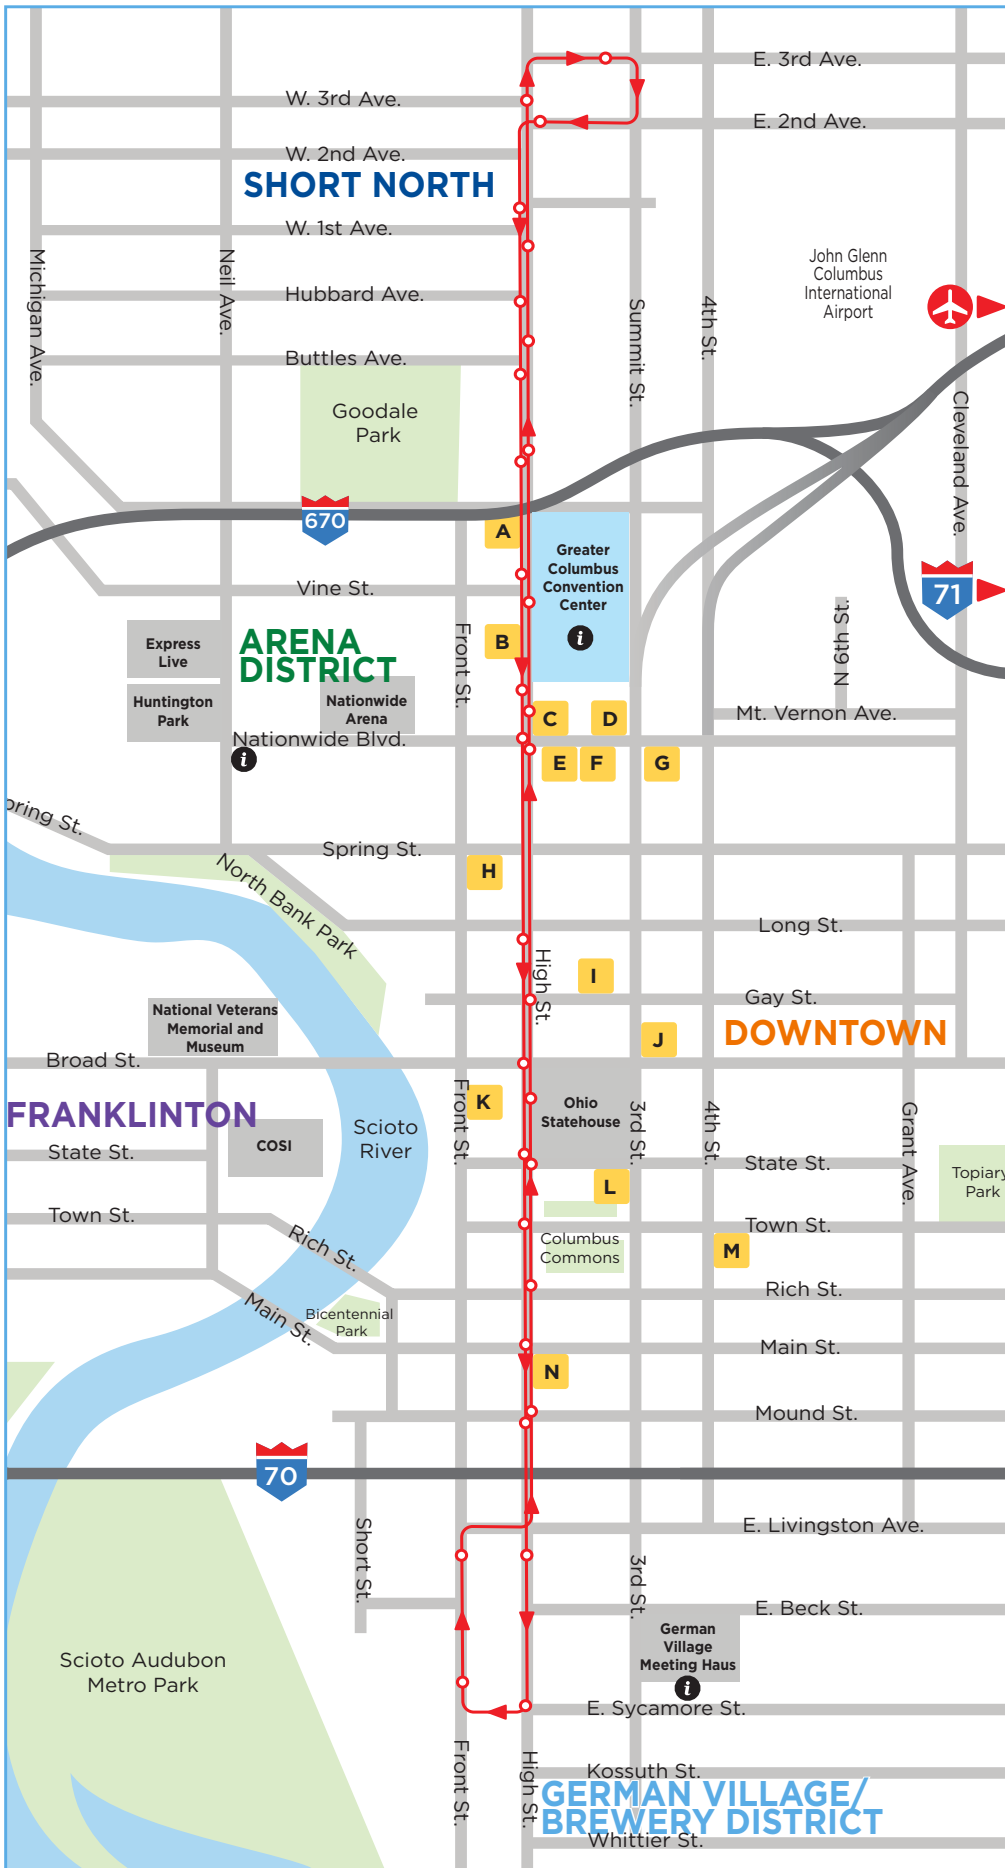 E. 3rd Ave.
W. 3rd Ave.
E. 2nd Ave.
W. 2nd Ave.
SHORT NORTH
W. 1st Ave.
Michigan Ave.
Neil Ave.
John Glenn
Columbus
International
Airport
Hubbard Ave.
Summit St.
4th St.
Buttles Ave.
Goodale
Park
Cleveland Ave.
670
A
Greater
Columbus
Convention
Center
i
Vine St.
71
Express
Live
ARENA
DISTRICT
Front St.
B
N 6th St.
Huntington
Park
Nationwide
Arena
C
D
Mt. Vernon Ave.
Nationwide Blvd.
i
E
F
G
pring St.
Spring St.
North Bank Park
H
Long St.
High St.
I
Gay St.
National Veterans
Memorial and
Museum
DOWNTOWN
J
Broad St.
FRANKLINTON
Front St.
K
Ohio
Statehouse
3rd St.
4th St.
Grant Ave.
COSI
Scioto
River
State St.
State St.
Topiary
Park
L
Town St.
Town St.
Rich St.
Columbus
Commons
M
Rich St.
Main St.
Bicentennial
Park
Main St.
N
Mound St.
70
Short St.
E. Livingston Ave.
3rd St.
E. Beck St.
German
Village
Meeting Haus
i
Scioto Audubon
Metro Park
E. Sycamore St.
Front St.
High St.
Kossuth St.
GERMAN VILLAGE/
BREWERY DISTRICT
Whittier St.